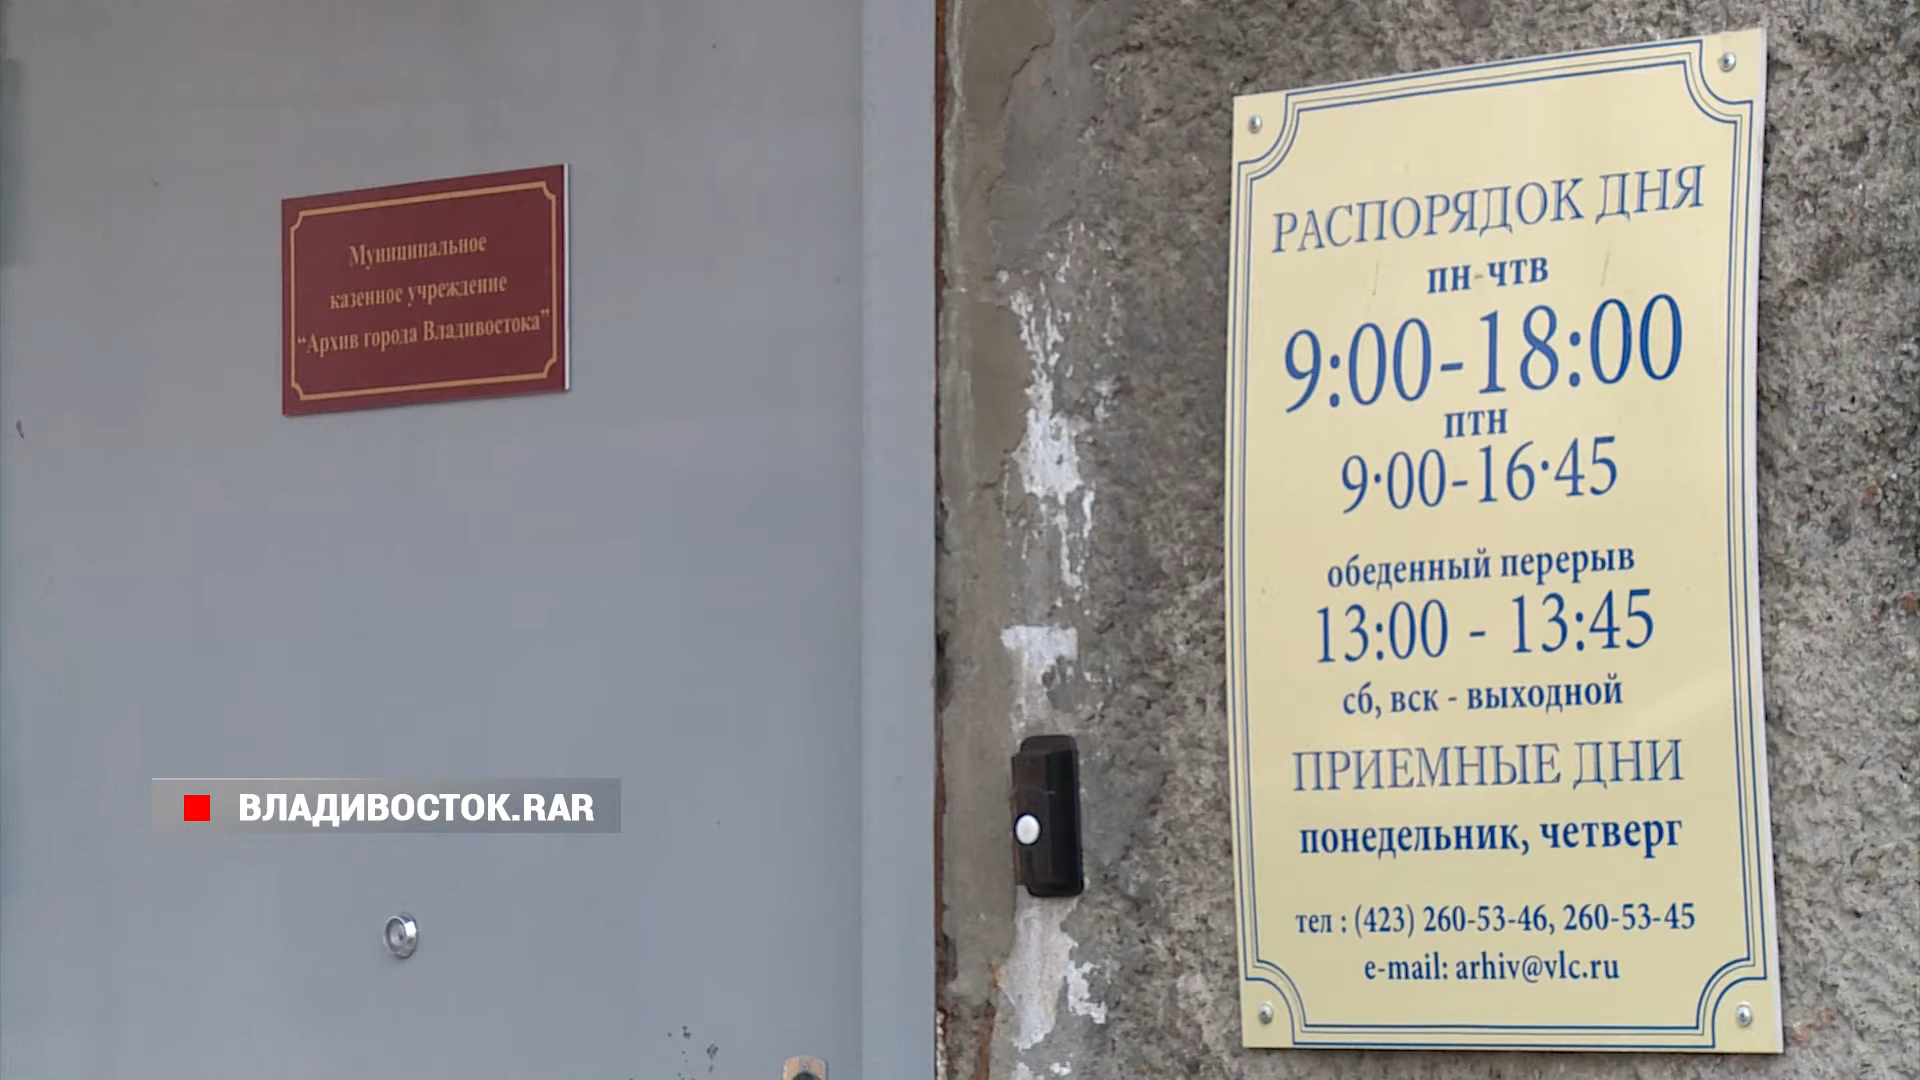 Муниципальное
казенное учреждение
“Архив города Владивостока”
ВЛАДИВОСТОК.RAR
РАСПОРЯДОК ДНЯ
ПН-ЧТВ
9:00-18:00
ПТН
9·00-16·45
обеденный перерыв
13:00 - 13:45
сб, вск - выходной
ПРИЕМНЫЕ ДНИ
понедельник, четверг
тел : (423) 260-53-46, 260-53-45
e-mail: arhiv@vlc.ru